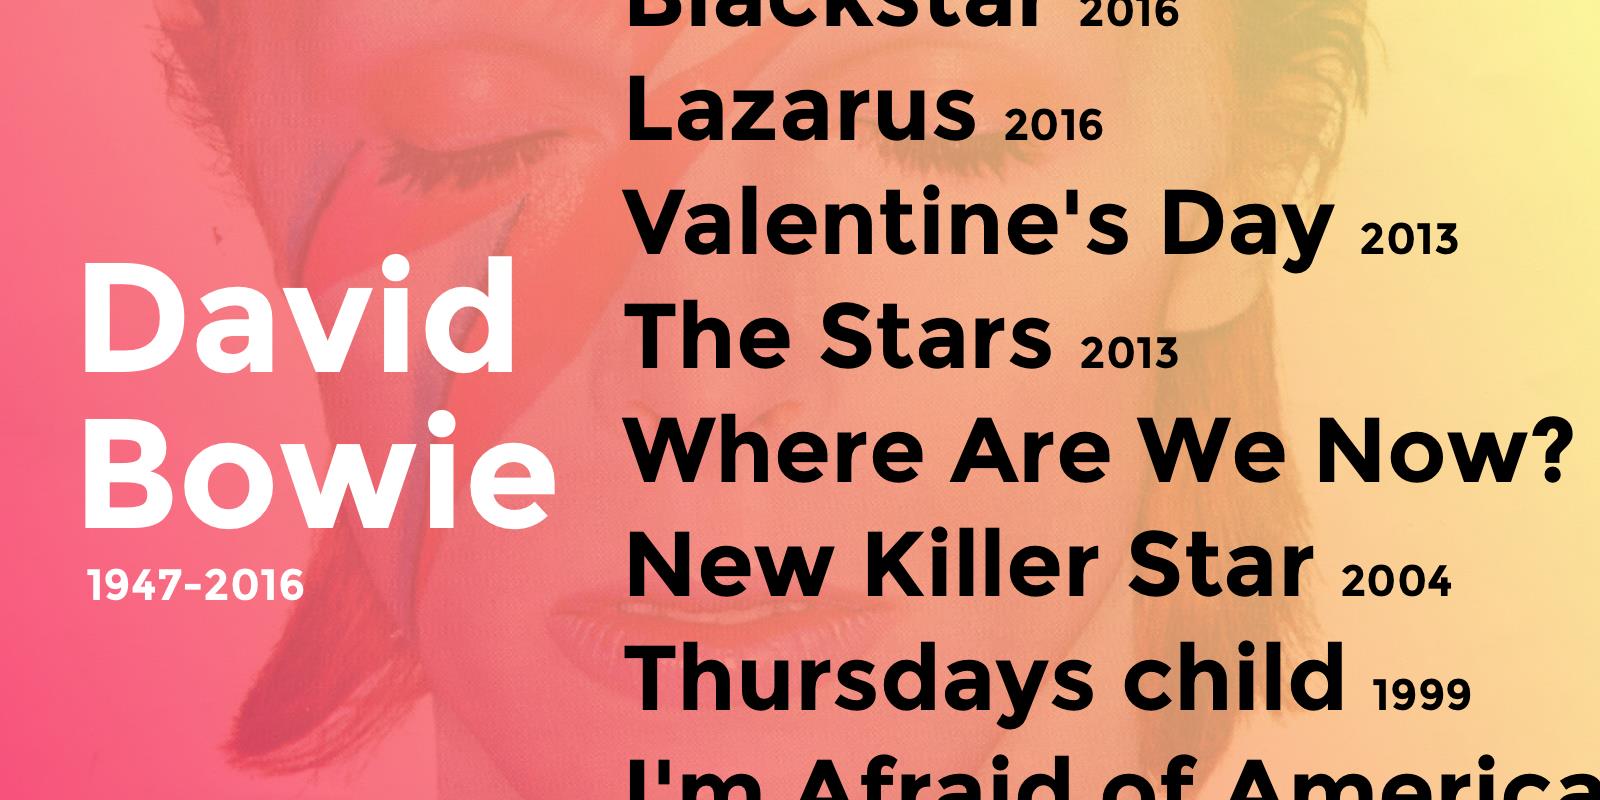 David
Bowie
1947-2016
Blackstar 2016
Lazarus 2016
Valentine's Day 2013
The Stars 2013
Where Are We Now?
New Killer Star 2004
Thursdays child 1999
I'm Afraid of America